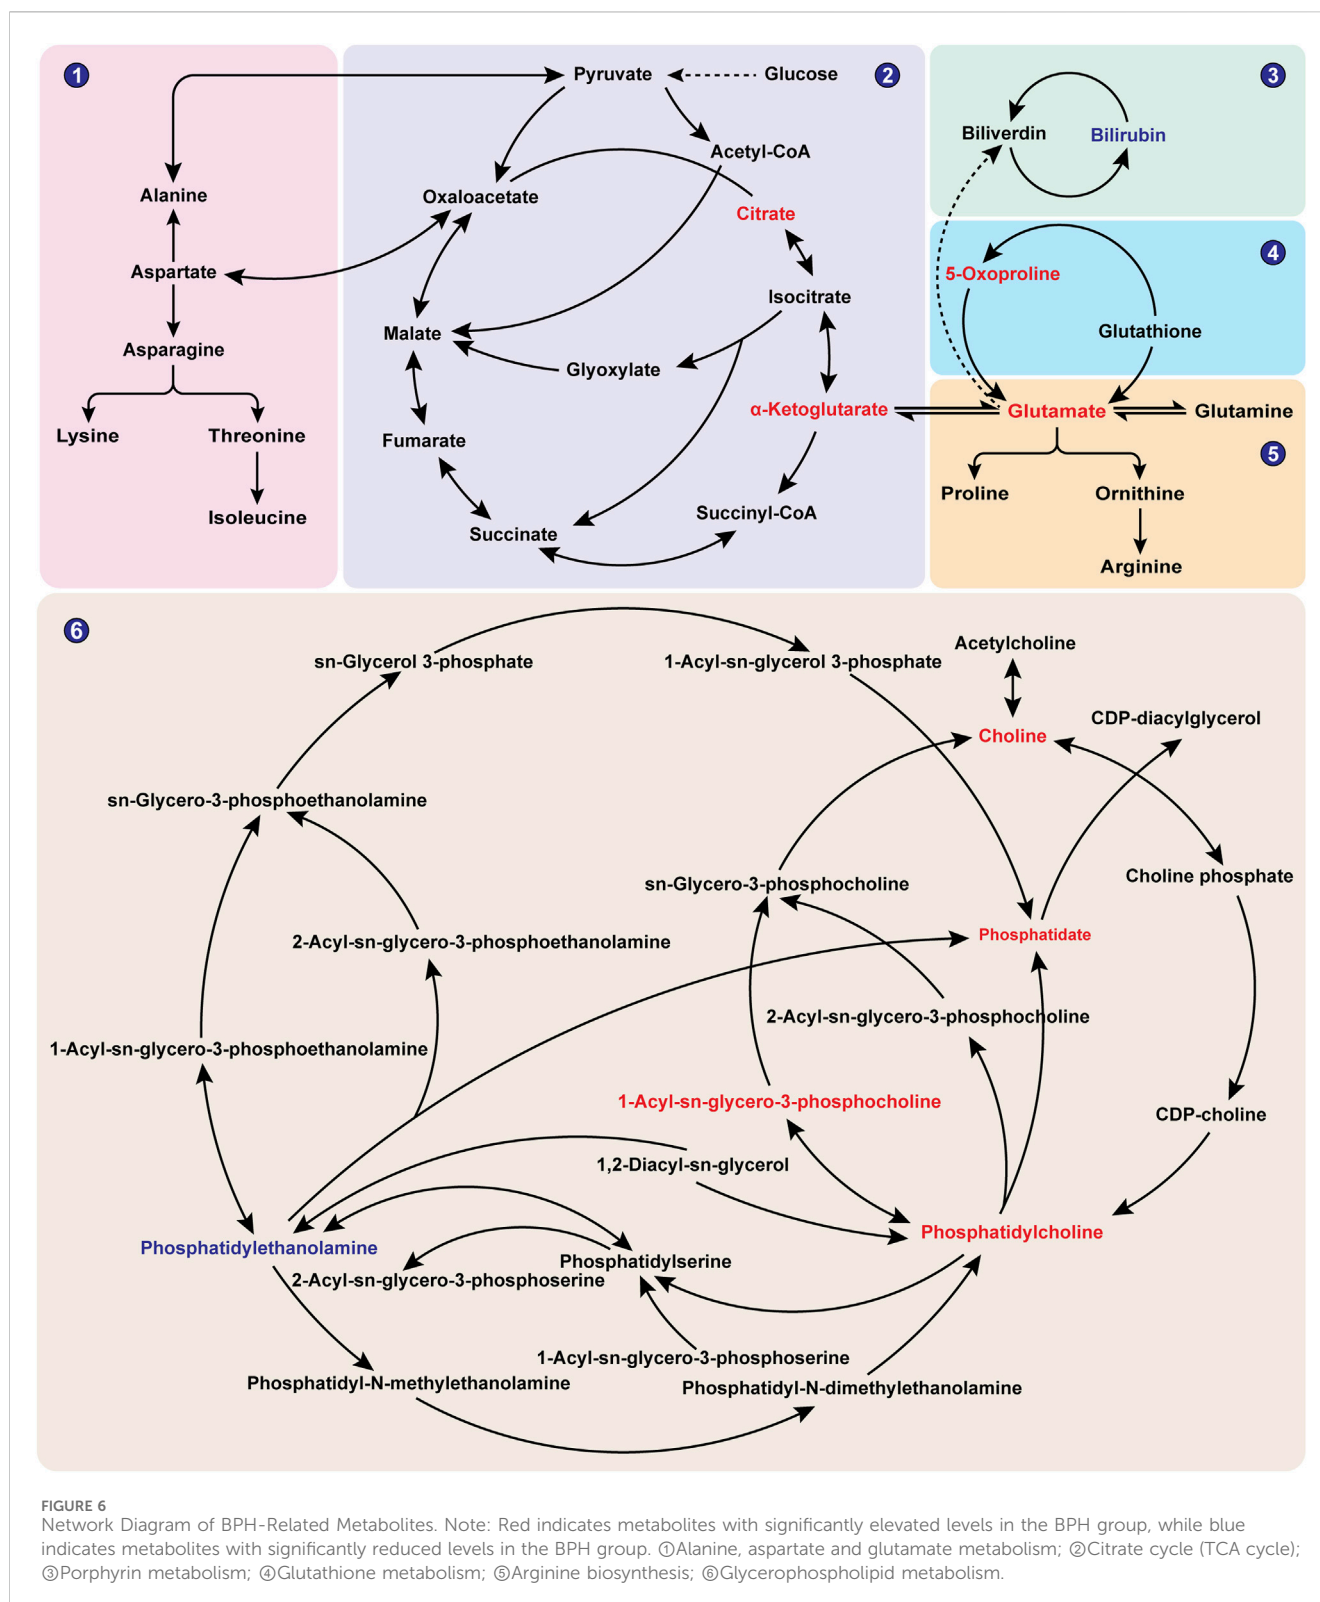 ①
Pyruvate
Glucose
②
③
Biliverdin
Bilirubin
Acetyl-CoA
Alanine
Oxaloacetate
Citrate
④
Aspartate
5-Oxoproline
Isocitrate
Glutathione
Malate
Asparagine
Glyoxylate
α-Ketoglutarate
Glutamate
Glutamine
Lysine
Threonine
Fumarate
⑤
Proline
Ornithine
Isoleucine
Succinyl-CoA
Succinate
Arginine
⑥
Acetylcholine
sn-Glycerol 3-phosphate
1-Acyl-sn-glycerol 3-phosphate
CDP-diacylglycerol
Choline
sn-Glycero-3-phosphoethanolamine
sn-Glycero-3-phosphocholine
Choline phosphate
2-Acyl-sn-glycero-3-phosphoethanolamine
Phosphatidate
2-Acyl-sn-glycero-3-phosphocholine
1-Acyl-sn-glycero-3-phosphoethanolamine
1-Acyl-sn-glycero-3-phosphocholine
CDP-choline
1,2-Diacyl-sn-glycerol
Phosphatidylcholine
Phosphatidylethanolamine
Phosphatidylserine
2-Acyl-sn-glycero-3-phosphoserine
1-Acyl-sn-glycero-3-phosphoserine
Phosphatidyl-N-methylethanolamine
Phosphatidyl-N-dimethylethanolamine
FIGURE 6
Network Diagram of BPH-Related Metabolites. Note: Red indicates metabolites with significantly elevated levels in the BPH group, while blue
indicates metabolites with significantly reduced levels in the BPH group. ①Alanine, aspartate and glutamate metabolism; ②Citrate cycle (TCA cycle);
③Porphyrin metabolism; ④Glutathione metabolism; ⑤Arginine biosynthesis; ⑥Glycerophospholipid metabolism.